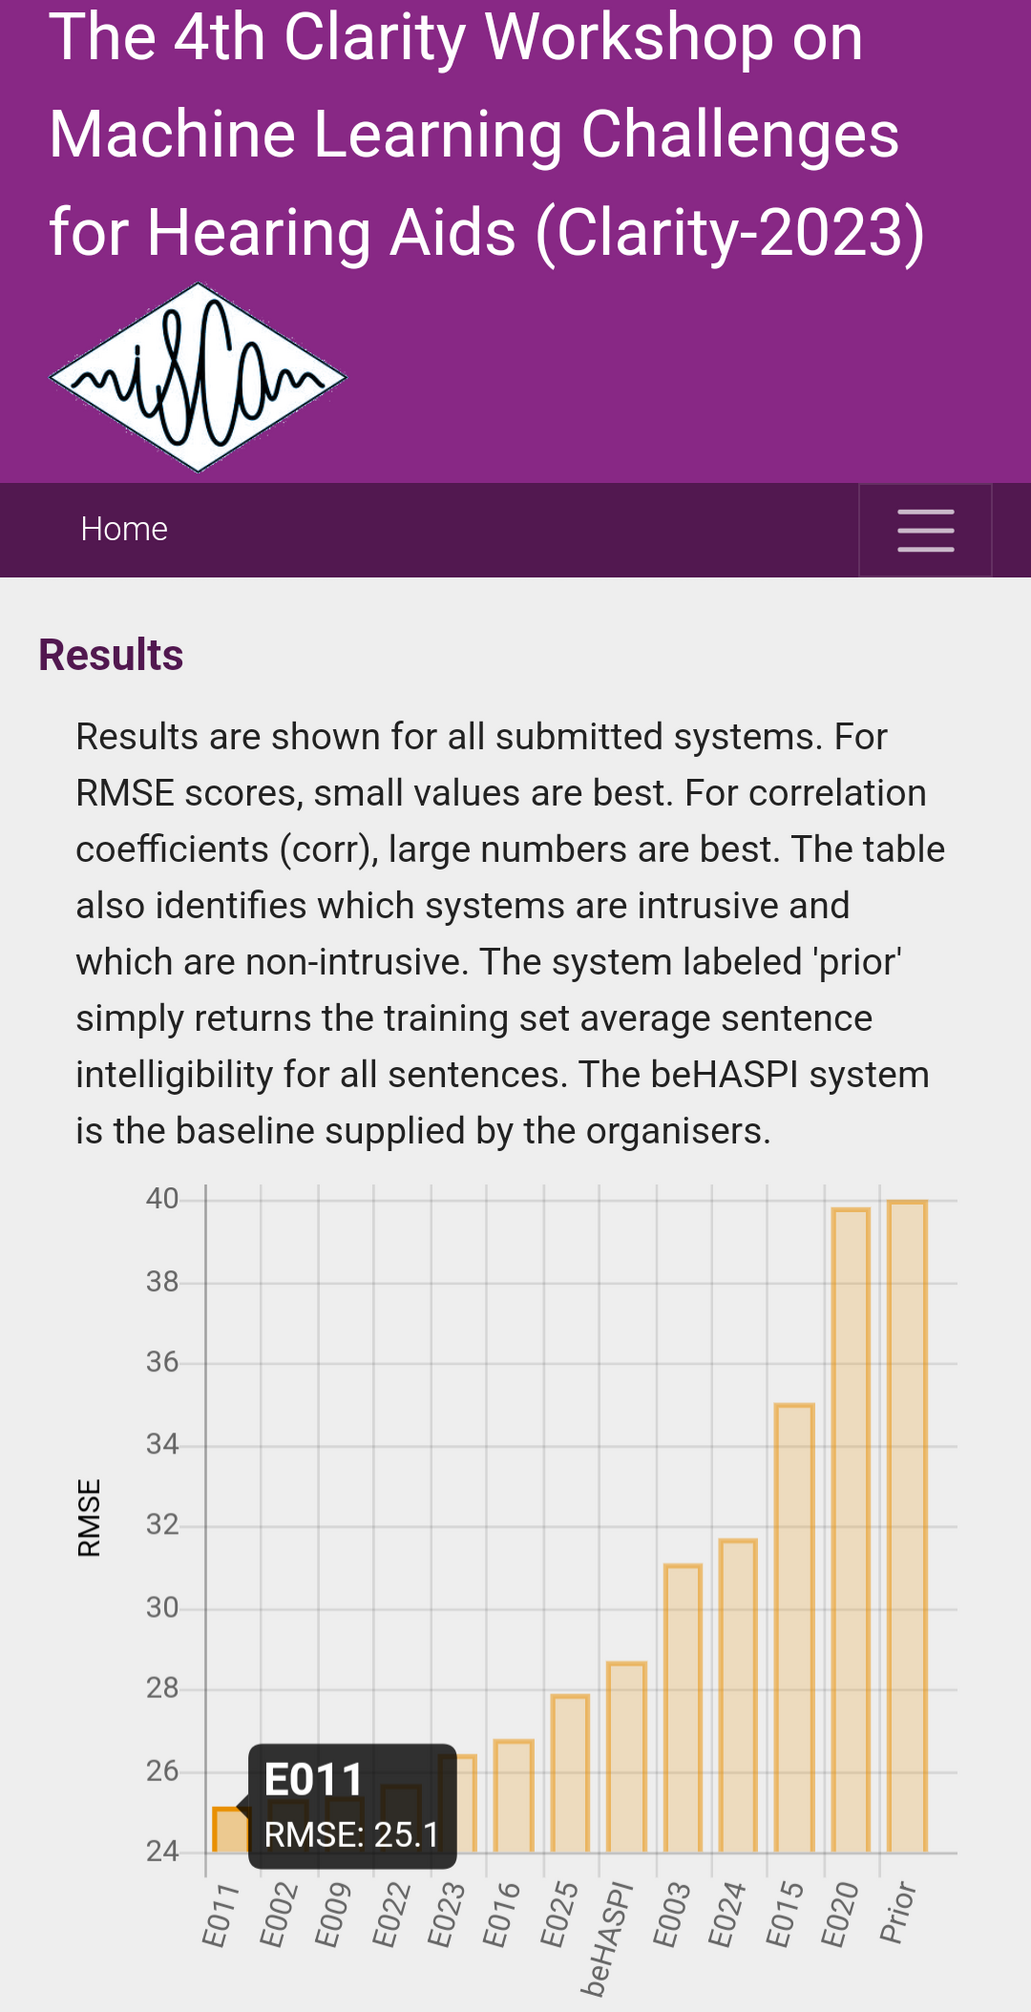 The 4th Clarity Workshop on
Machine Learning Challenges
for Hearing Aids (Clarity-2023)
isca
Home
Results
Results are shown for all submitted systems. For
RMSE scores, small values are best. For correlation
coefficients (corr), large numbers are best. The table
also identifies which systems are intrusive and
which are non-intrusive. The system labeled 'prior'
simply returns the training set average sentence
intelligibility for all sentences. The beHASPI system
is the baseline supplied by the organisers.
40
38
36
34
32
30
28
26
24
RMSE
E011
RMSE: 25.1
E011 E002 E009 E022 E023 E016 E025 beHASPI E003 E024 E015 E020 Prior